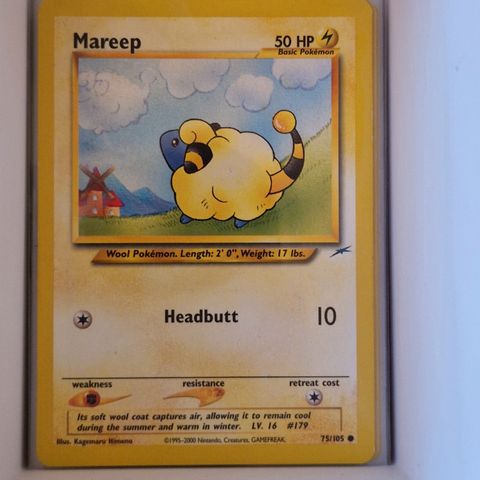 Mareep 50 HP
Basic Pokémon
Wool Pokémon. Length: 2' 0", Weight: 17 lbs.
Headbutt 10
weakness resistance retreat cost
Its soft wool coat captures air, allowing it to remain cool
during the summer and warm in winter. LV. 16 #179
Illus. Kagemaru Himeno ©1995-2000 Nintendo, Creatures, GAMEFREAK. 75/105